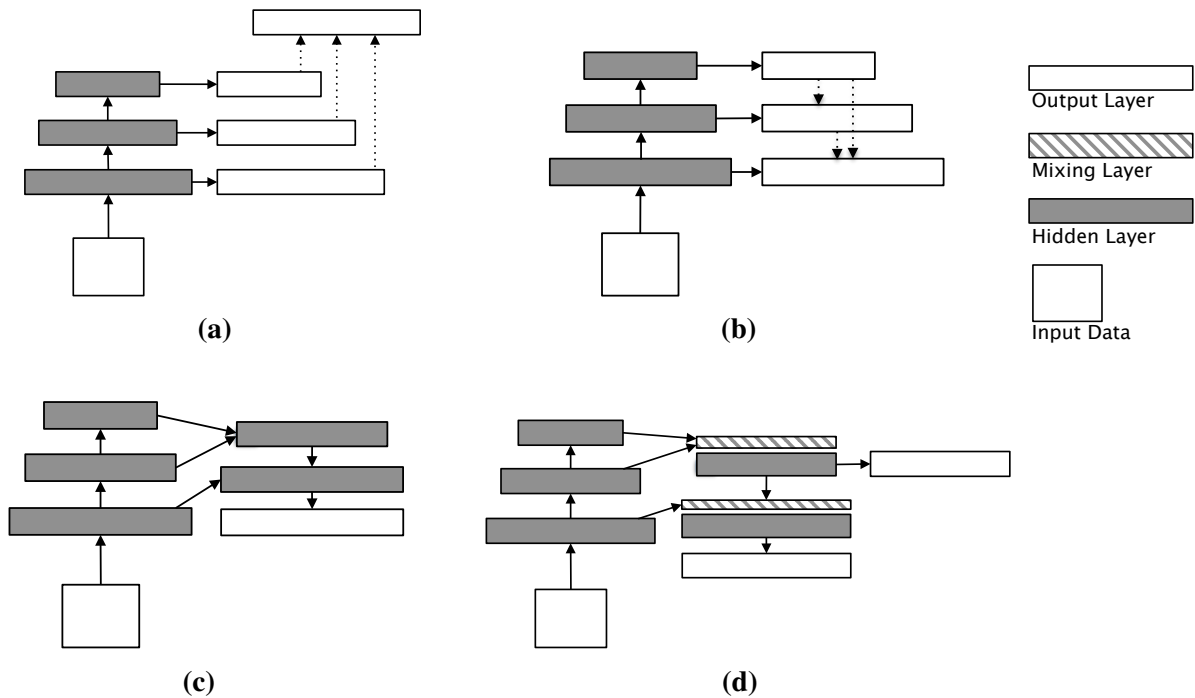 Output Layer
Mixing Layer
Hidden Layer
Input Data
(a)
(b)
(c)
(d)